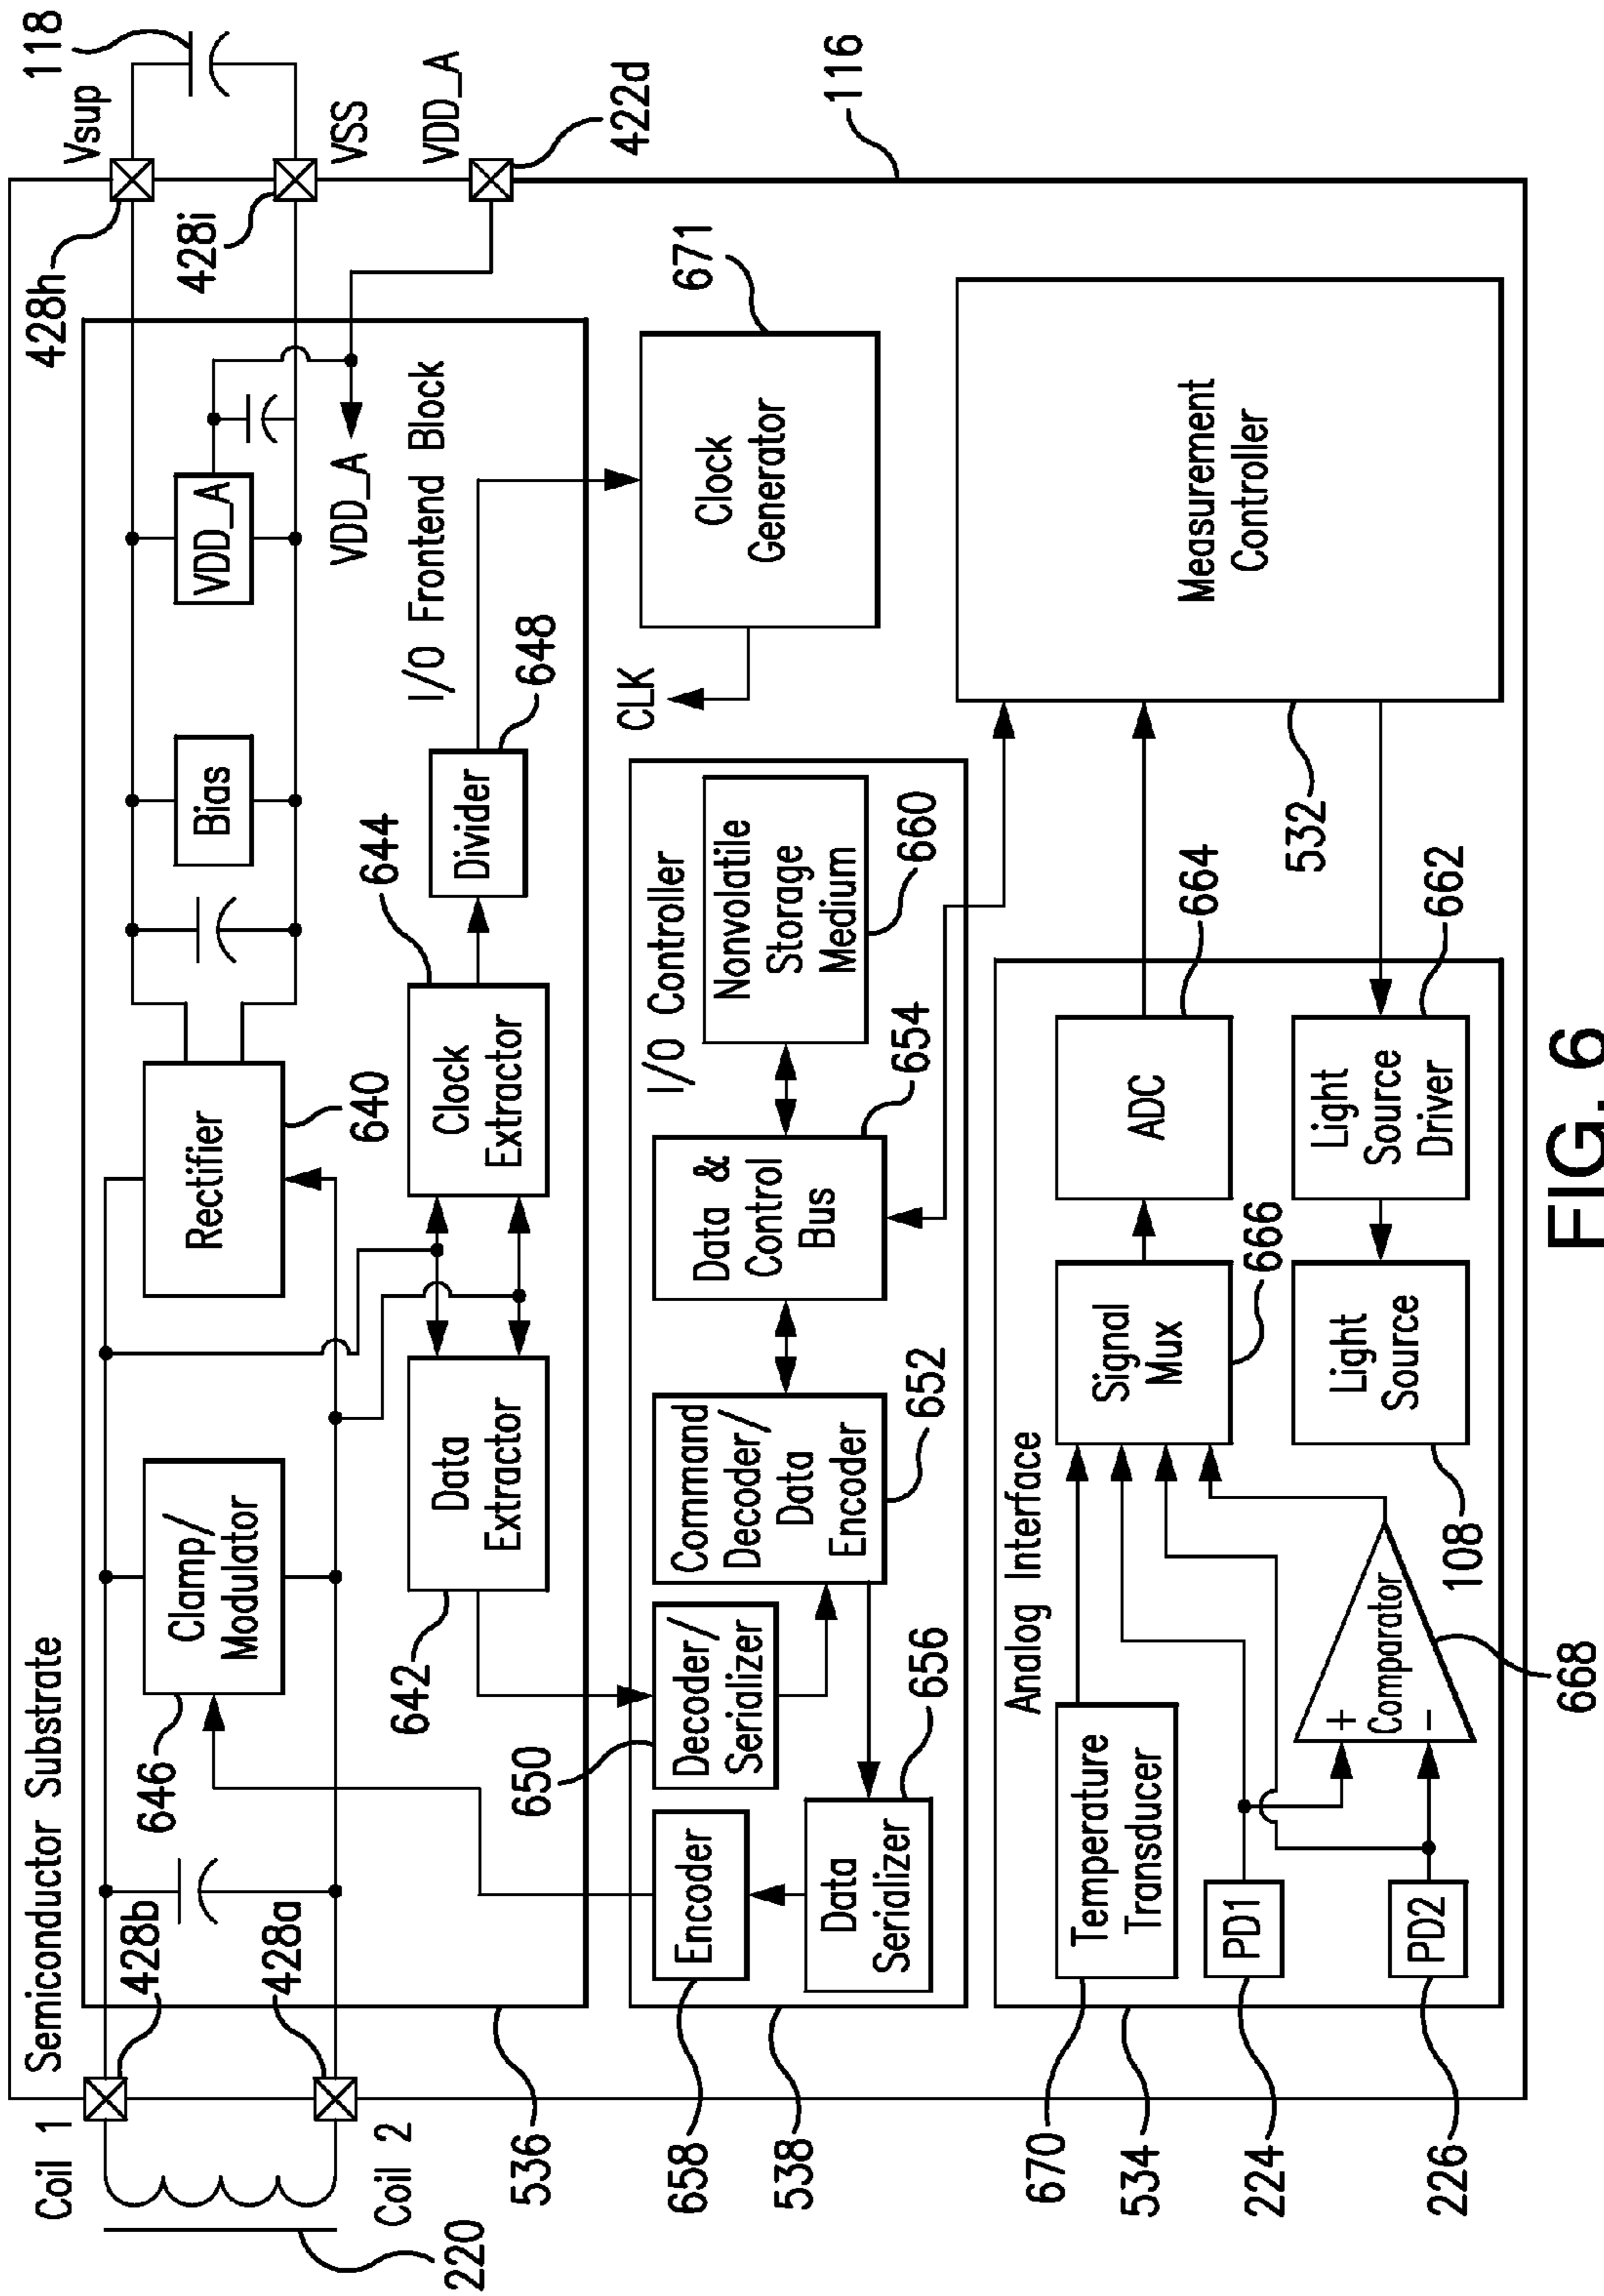 Semiconductor Substrate
Coil 1
428b
428a
Coil 2
220
646
Clamp/
Modulator
Rectifier
640
Bias
VDD_A
VDD_A
428h
Vsup
118
428i
VSS
VDD_A
422d
116
642
Data
Extractor
Clock
Extractor
644
Divider
648
I/O Frontend Block
536
671
Clock
Generator
CLK
650
Decoder/
Serializer
Encoder
658
Data
Serializer
656
Command
Decoder/
Data
Encoder
652
Data &
Control
Bus
654
I/O Controller
Nonvolatile
Storage
Medium
660
538
Measurement
Controller
532
Analog Interface
Temperature
Transducer
670
534
PD1
224
PD2
226
+
Comparator
−
668
Signal
Mux
666
ADC
664
Light
Source
108
Light
Source
Driver
662
FIG. 6